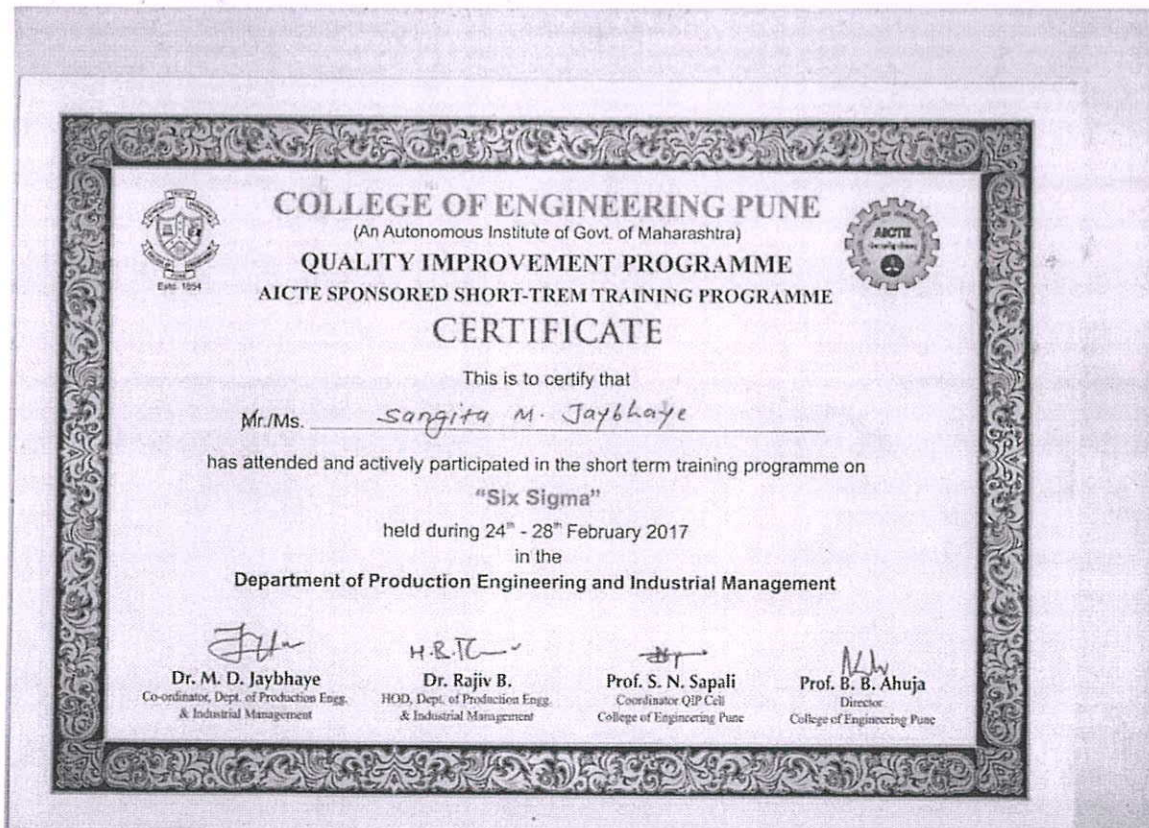 COLLEGE OF ENGINEERING PUNE
(An Autonomous Institute of Govt. of Maharashtra)
QUALITY IMPROVEMENT PROGRAMME
AICTE SPONSORED SHORT-TREM TRAINING PROGRAMME
CERTIFICATE
Estd. 1854
AICTE
This is to certify that
Mr./Ms. Sangita M. Jaybhaye
has attended and actively participated in the short term training programme on
"Six Sigma"
held during 24th - 28th February 2017
in the
Department of Production Engineering and Industrial Management
Dr. M. D. Jaybhaye
Co-ordinator, Dept. of Production Engg.
& Industrial Management
Dr. Rajiv B.
HOD, Dept. of Production Engg.
& Industrial Management
Prof. S. N. Sapali
Coordinator QIP Cell
College of Engineering Pune
Prof. B. B. Ahuja
Director
College of Engineering Pune